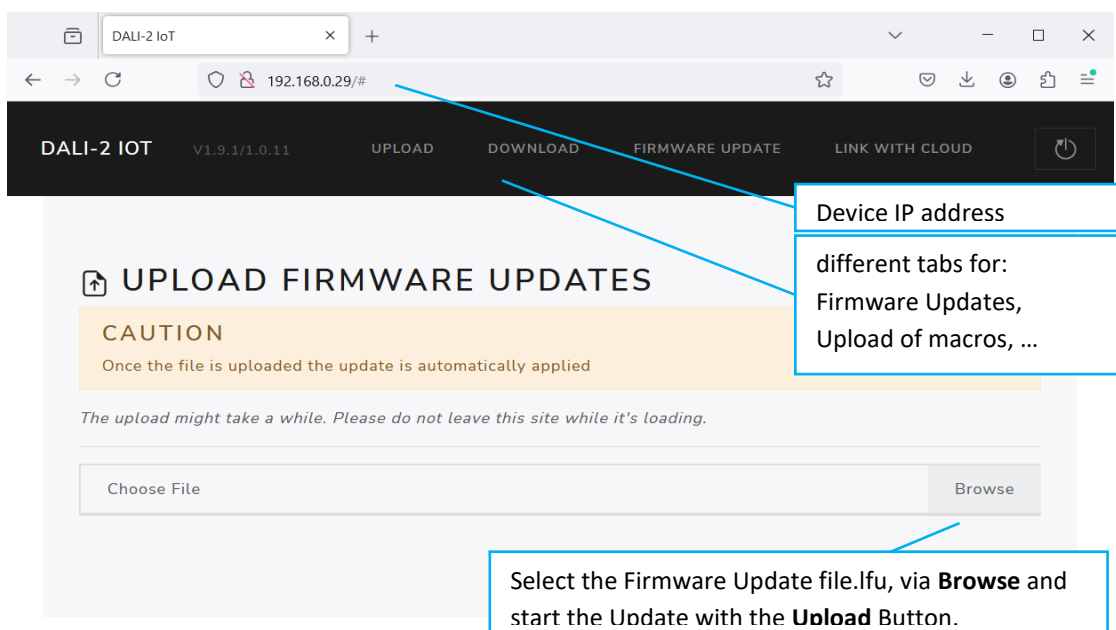 DALI-2 IoT
192.168.0.29/#
DALI-2 IOT V1.9.1/1.0.11 UPLOAD DOWNLOAD FIRMWARE UPDATE LINK WITH CLOUD
Device IP address
different tabs for:
Firmware Updates,
Upload of macros, ...
UPLOAD FIRMWARE UPDATES
CAUTION
Once the file is uploaded the update is automatically applied
The upload might take a while. Please do not leave this site while it's loading.
Choose File Browse
Select the Firmware Update file.lfu, via Browse and
start the Update with the Upload Button.